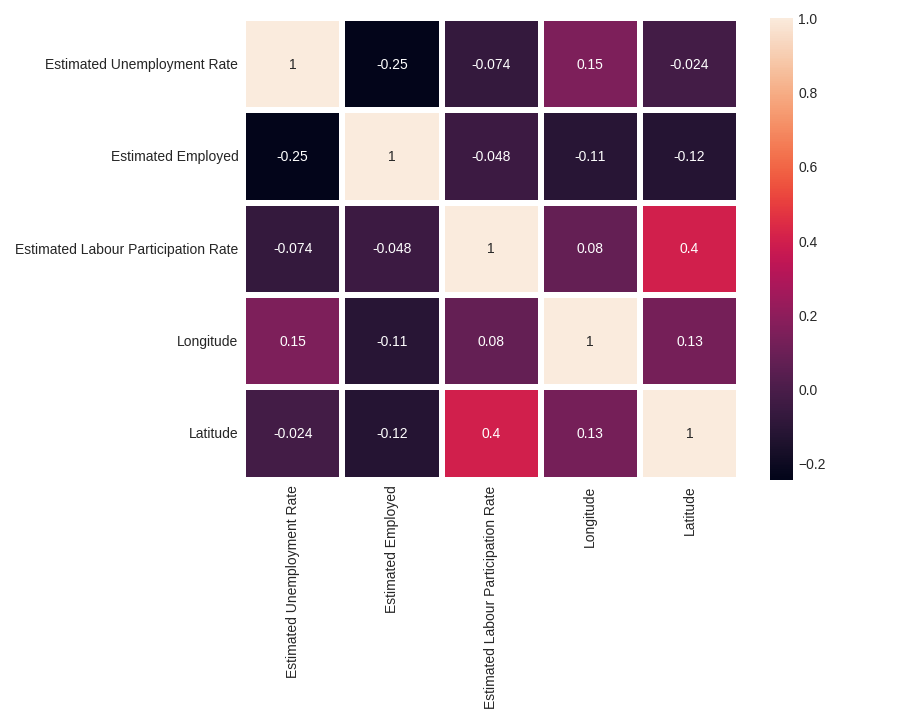 Estimated Unemployment Rate 1 -0.25 -0.074 0.15 -0.024
Estimated Employed -0.25 1 -0.048 -0.11 -0.12
Estimated Labour Participation Rate -0.074 -0.048 1 0.08 0.4
Longitude 0.15 -0.11 0.08 1 0.13
Latitude -0.024 -0.12 0.4 0.13 1
Estimated Unemployment Rate
Estimated Employed
Estimated Labour Participation Rate
Longitude
Latitude
1.0
0.8
0.6
0.4
0.2
0.0
−0.2